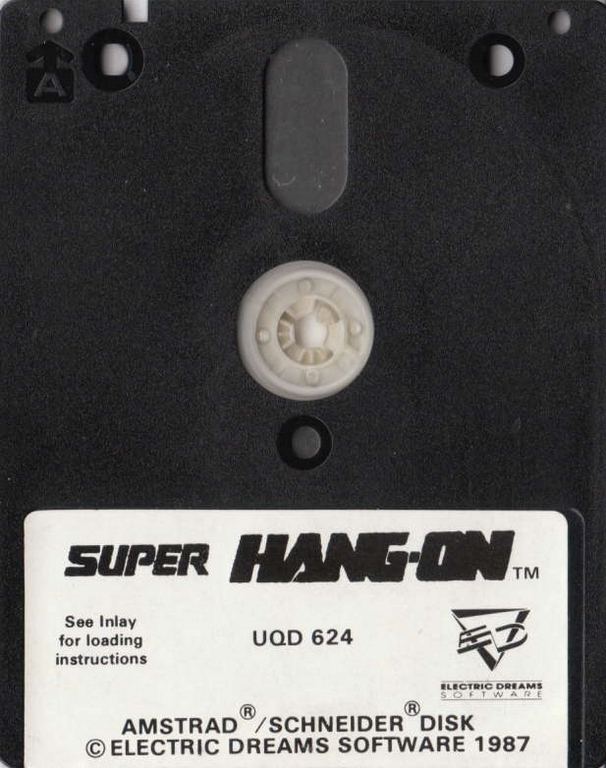 A
SUPER HANG-ON™
See Inlay
for loading
instructions
UQD 624
ED
ELECTRIC DREAMS
SOFTWARE
AMSTRAD®/SCHNEIDER® DISK
© ELECTRIC DREAMS SOFTWARE 1987